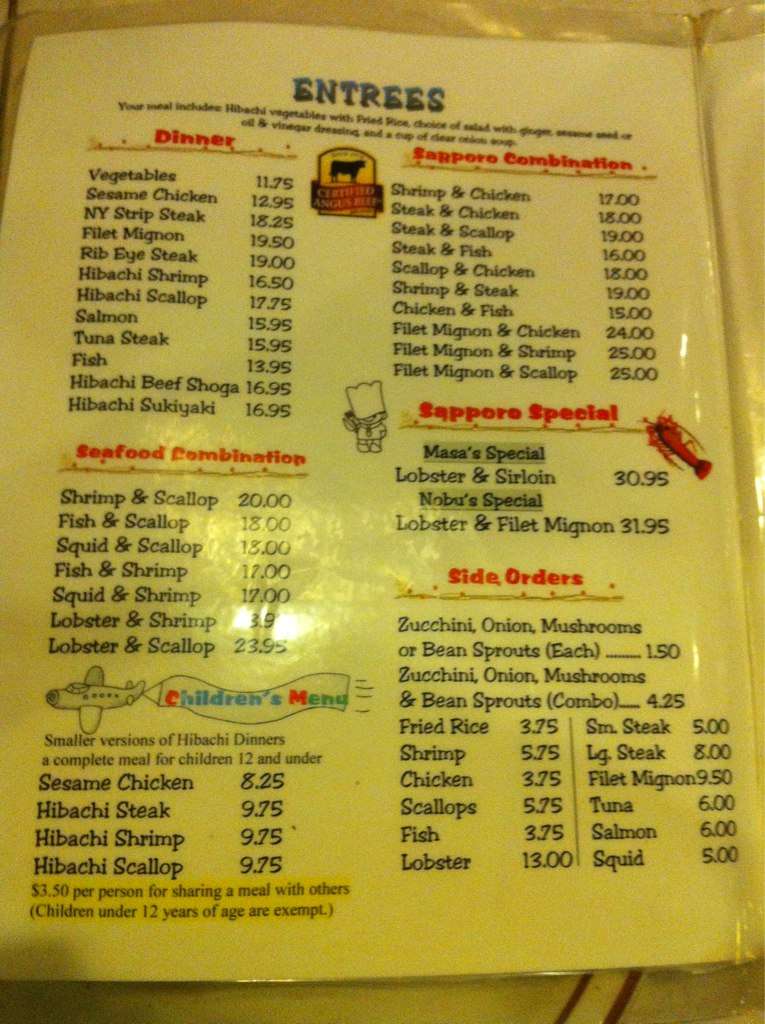 ENTREES
Your meal includes: Hibachi vegetables with Fried Rice, choice of salad with ginger, sesame seed or
oil & vinegar dressing, and a cup of clear onion soup.
Dinner
Vegetables 11.75
Sesame Chicken 12.95
NY Strip Steak 18.25
Filet Mignon 19.50
Rib Eye Steak 19.00
Hibachi Shrimp 16.50
Hibachi Scallop 17.75
Salmon 15.95
Tuna Steak 15.95
Fish 13.95
Hibachi Beef Shoga 16.95
Hibachi Sukiyaki 16.95
Seafood Combination
Shrimp & Scallop 20.00
Fish & Scallop 18.00
Squid & Scallop 18.00
Fish & Shrimp 17.00
Squid & Shrimp 17.00
Lobster & Shrimp
Lobster & Scallop 23.95
Children's Menu
Smaller versions of Hibachi Dinners
a complete meal for children 12 and under
Sesame Chicken 8.25
Hibachi Steak 9.75
Hibachi Shrimp 9.75
Hibachi Scallop 9.75
$3.50 per person for sharing a meal with others
(Children under 12 years of age are exempt.)
CERTIFIED
ANGUS BEEF
Sapporo Combination
Shrimp & Chicken 17.00
Steak & Chicken 18.00
Steak & Scallop 19.00
Steak & Fish 16.00
Scallop & Chicken 18.00
Shrimp & Steak 19.00
Chicken & Fish 15.00
Filet Mignon & Chicken 24.00
Filet Mignon & Shrimp 25.00
Filet Mignon & Scallop 25.00
Sapporo Special
Masa's Special
Lobster & Sirloin 30.95
Nobu's Special
Lobster & Filet Mignon 31.95
Side Orders
Zucchini, Onion, Mushrooms
or Bean Sprouts (Each) ......... 1.50
Zucchini, Onion, Mushrooms
& Bean Sprouts (Combo)..... 4.25
Fried Rice 3.75
Shrimp 5.75
Chicken 3.75
Scallops 5.75
Fish 3.75
Lobster 13.00
Sm. Steak 5.00
Lg. Steak 8.00
Filet Mignon 9.50
Tuna 6.00
Salmon 6.00
Squid 5.00